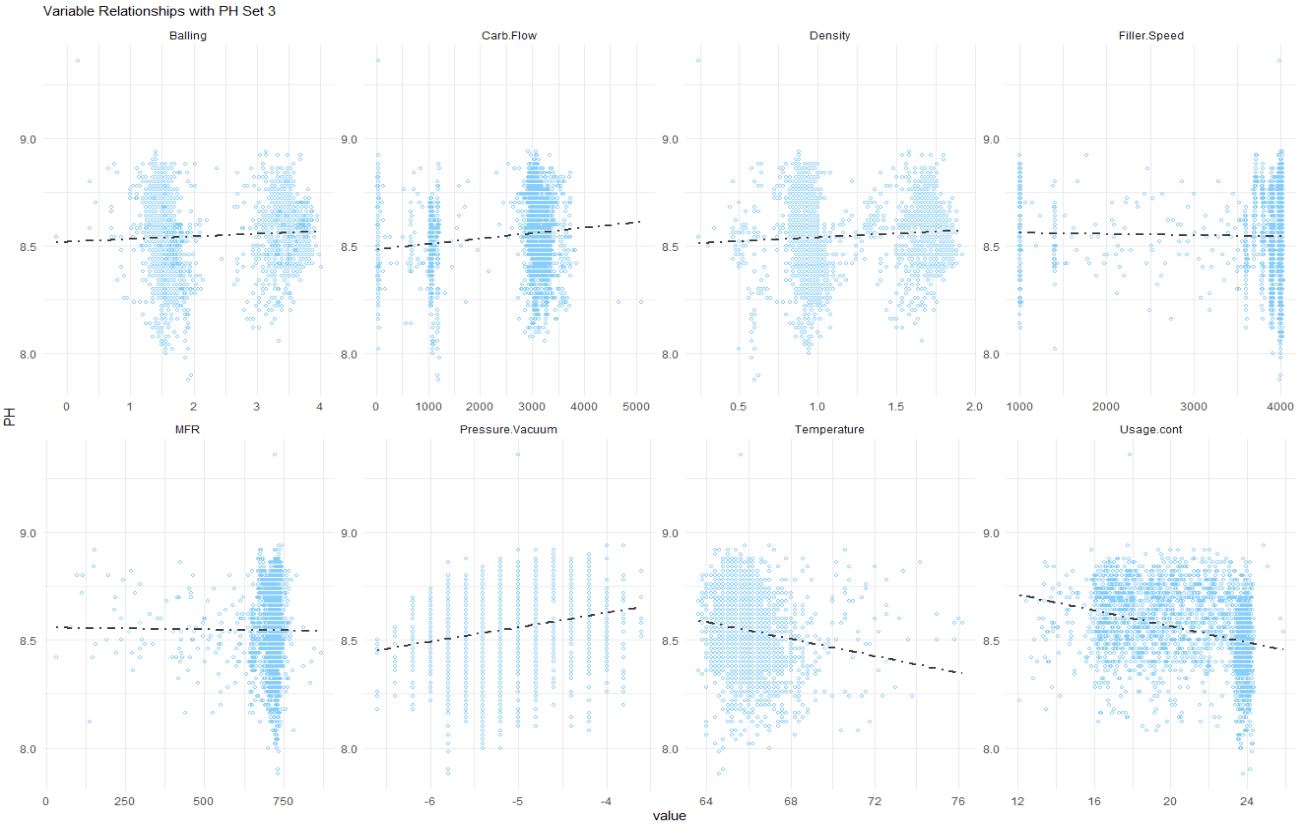 Variable Relationships with PH Set 3
Balling Carb.Flow Density Filler.Speed
9.0 9.0 9.0 9.0
8.5 8.5 8.5 8.5
8.0 8.0 8.0 8.0
0 1 2 3 4 0 1000 2000 3000 4000 5000 0.5 1.0 1.5 2.0 1000 2000 3000 4000
PH
MFR Pressure.Vacuum Temperature Usage.cont
9.0 9.0 9.0 9.0
8.5 8.5 8.5 8.5
8.0 8.0 8.0 8.0
0 250 500 750 -6 -5 -4 64 68 72 76 12 16 20 24
value